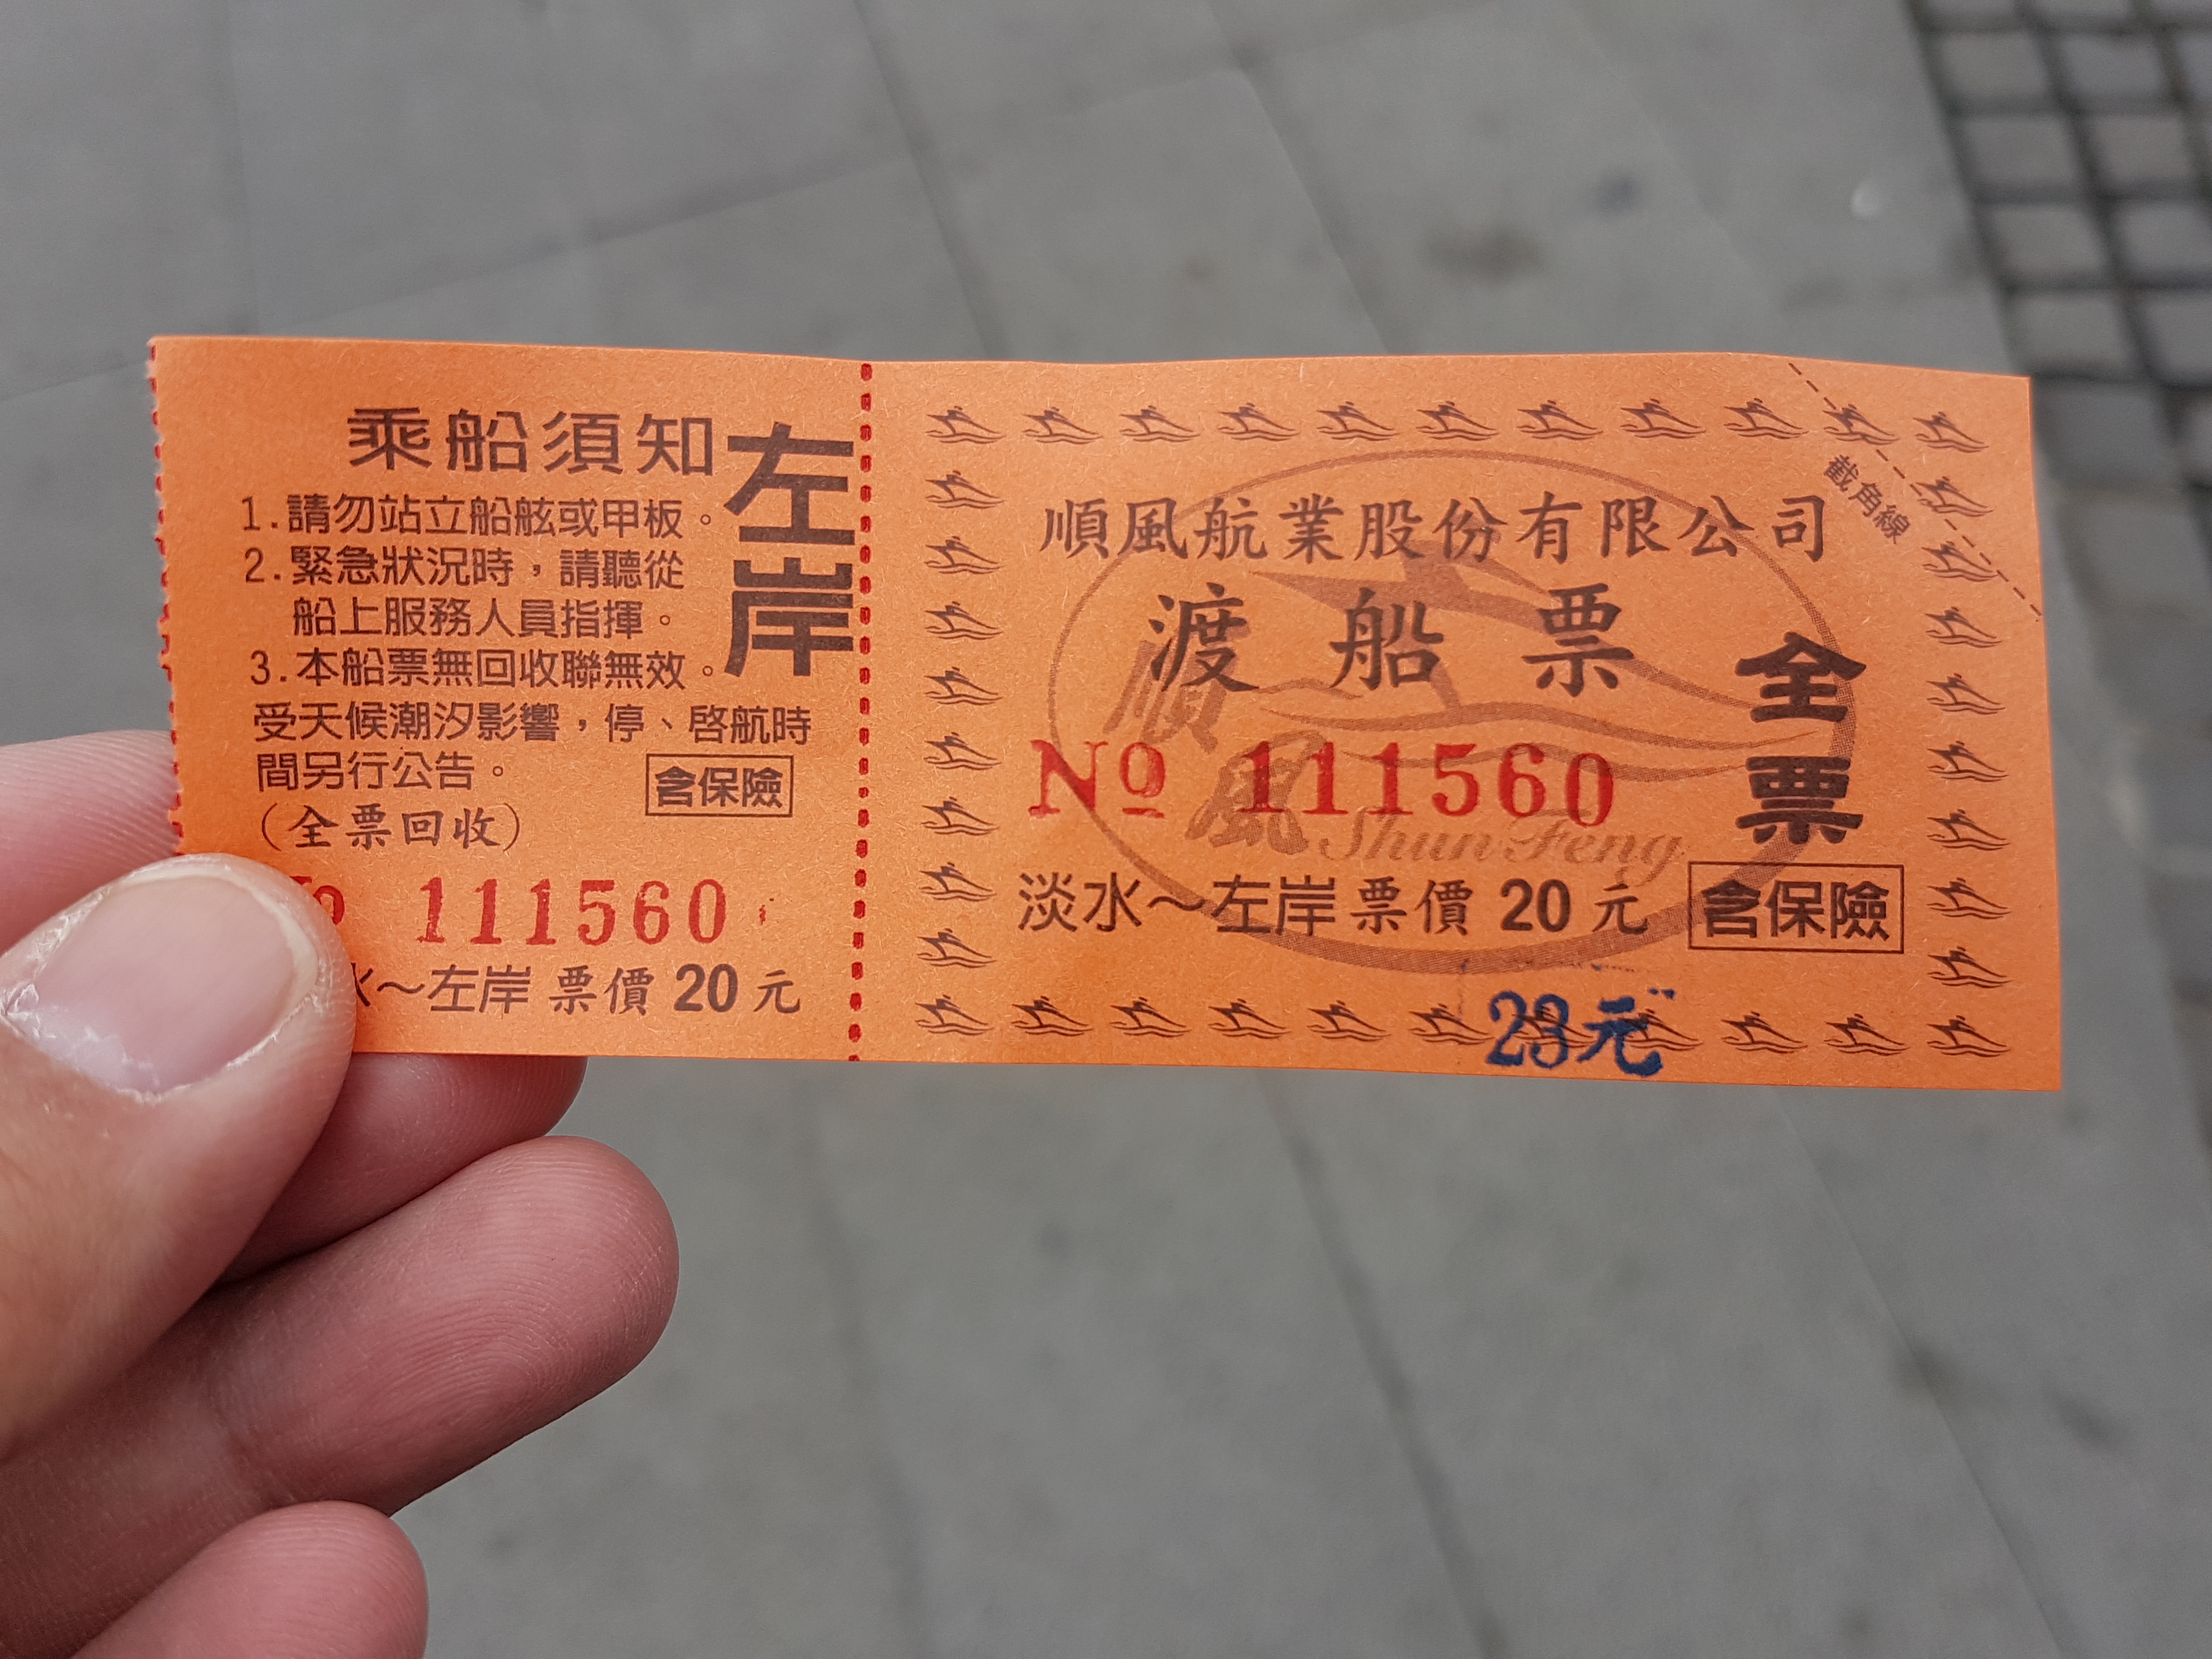 乘船須知
左岸
1.請勿站立船舷或甲板。
2.緊急狀況時，請聽從
船上服務人員指揮。
3.本船票無回收聯無效。
受天候潮汐影響，停、啓航時
間另行公告。
含保險
(全票回收)
111560
～左岸 票價 20 元
截角線
順風航業股份有限公司
渡船票
全票
順風
Nº 111560
Shun Feng
淡水～左岸 票價 20 元
含保險
23元